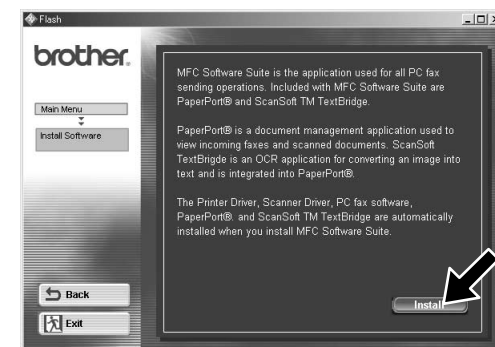 Flash
brother.
Main Menu
Install Software
MFC Software Suite is the application used for all PC fax
sending operations. Included with MFC Software Suite are
PaperPort® and ScanSoft TM TextBridge.
PaperPort® is a document management application used to
view incoming faxes and scanned documents. ScanSoft
TextBrigde is an OCR application for converting an image into
text and is integrated into PaperPort®.
The Printer Driver, Scanner Driver, PC fax software,
PaperPort®. and ScanSoft TM TextBridge are automatically
installed when you install MFC Software Suite.
Back
Install
Exit